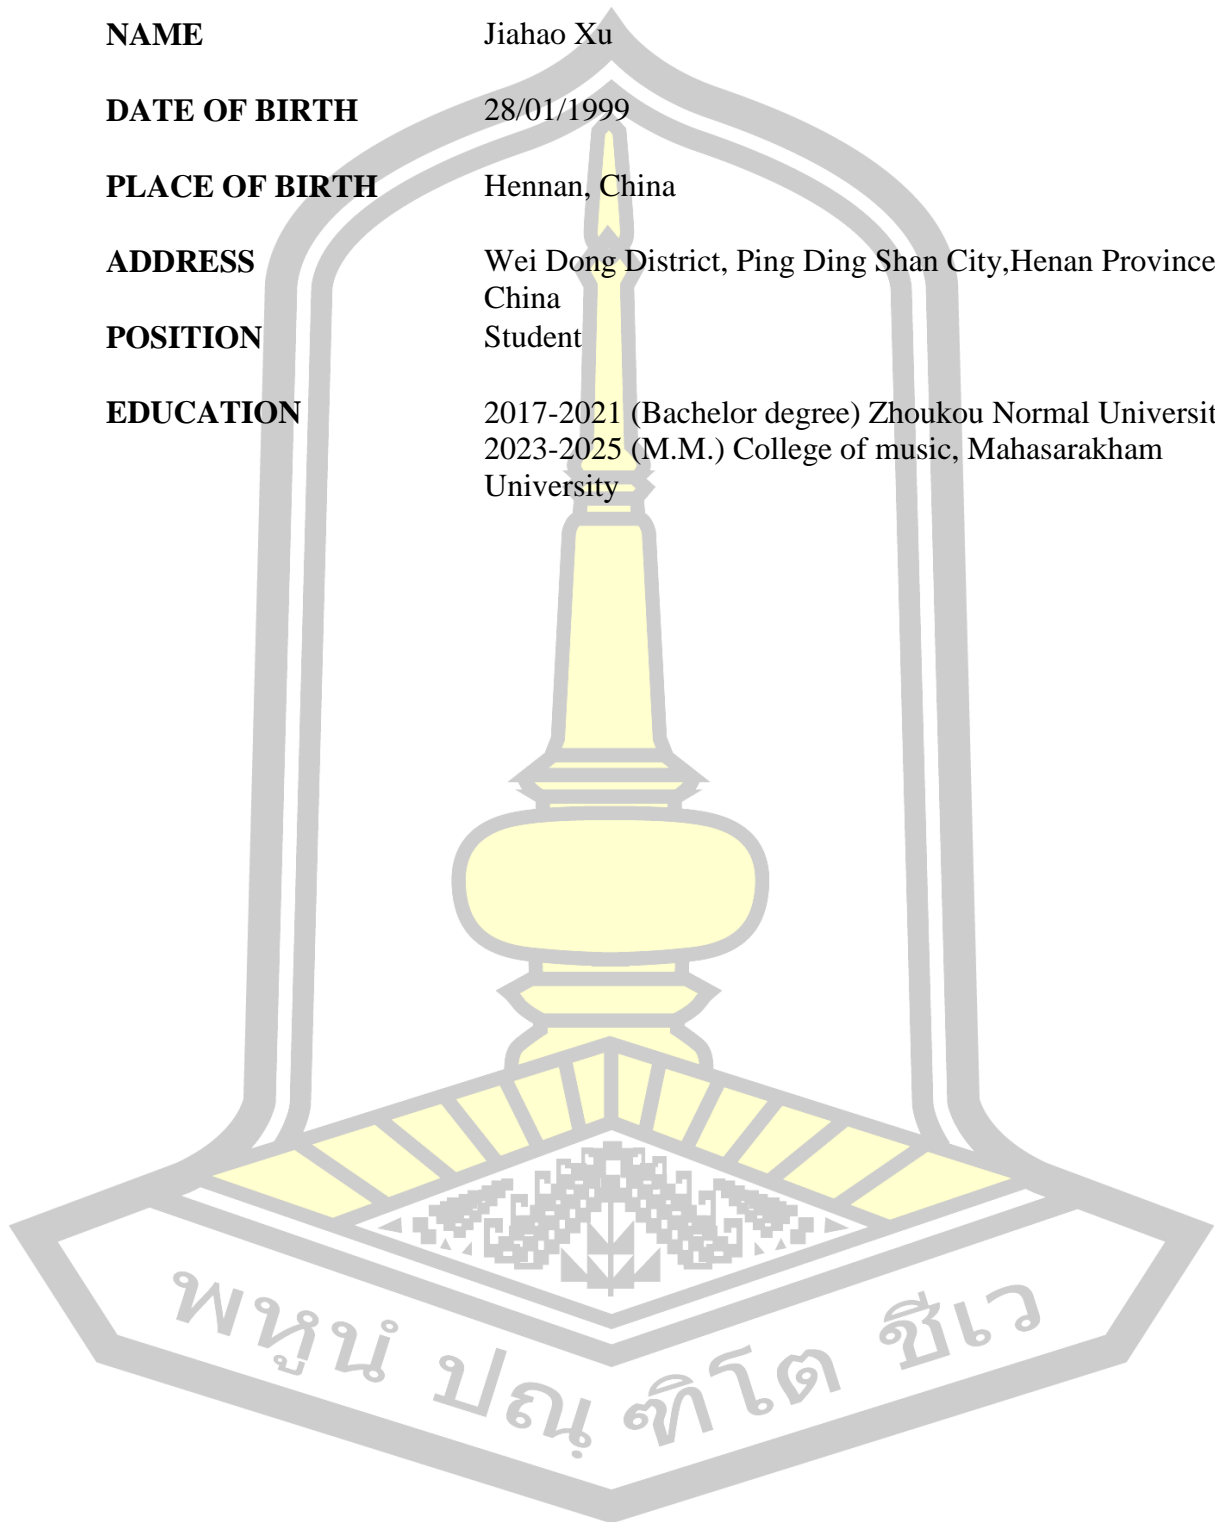 NAME Jiahao Xu
DATE OF BIRTH 28/01/1999
PLACE OF BIRTH Hennan, China
ADDRESS Wei Dong District, Ping Ding Shan City,Henan Province
China
POSITION Student
EDUCATION 2017-2021 (Bachelor degree) Zhoukou Normal Universit
2023-2025 (M.M.) College of music, Mahasarakham
University
พหูนํ ปณฺ ฑิโต ชีเว